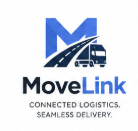 MoveLink
CONNECTED LOGISTICS.
SEAMLESS DELIVERY.